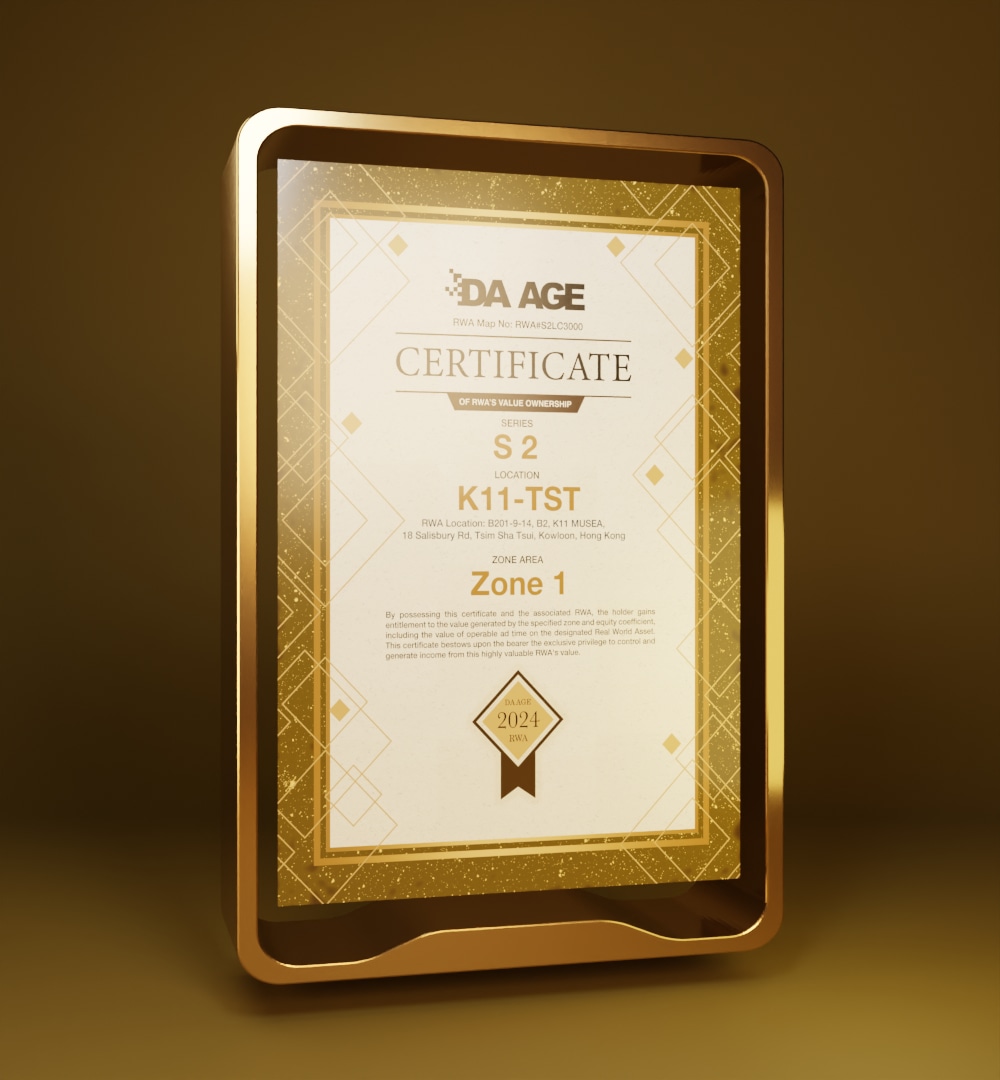 DA AGE
RWA Map No: RWA#S2LC3000
CERTIFICATE
OF RWA'S VALUE OWNERSHIP
SERIES
S 2
LOCATION
K11-TST
RWA Location: B201-9-14, B2, K11 MUSEA,
18 Salisbury Rd, Tsim Sha Tsui, Kowloon, Hong Kong
ZONE AREA
Zone 1
By possessing this certificate and the associated RWA, the holder gains
entitlement to the value generated by the specified zone and equity coefficient,
including the value of operable ad time on the designated Real World Asset.
This certificate bestows upon the bearer the exclusive privilege to control and
generate income from this highly valuable RWA's value.
DA AGE
2024
RWA